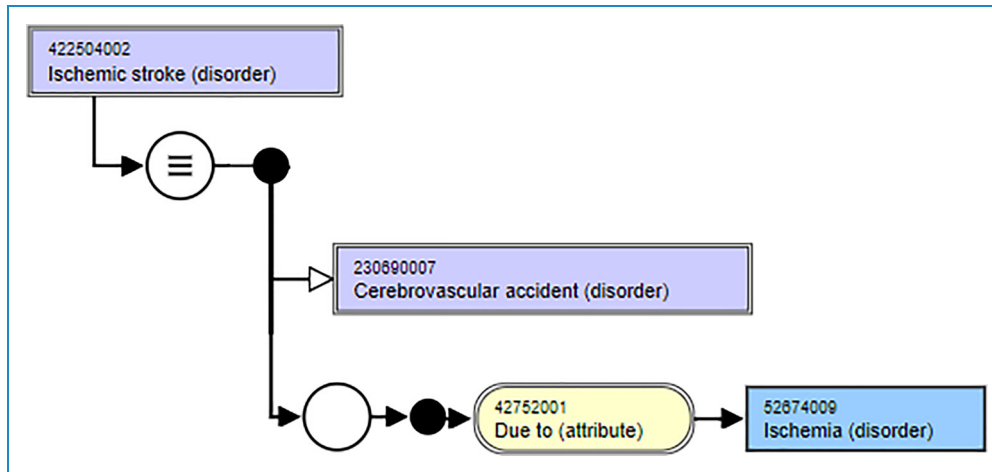 422504002
Ischemic stroke (disorder)
≡
230690007
Cerebrovascular accident (disorder)
42752001
Due to (attribute)
52674009
Ischemia (disorder)